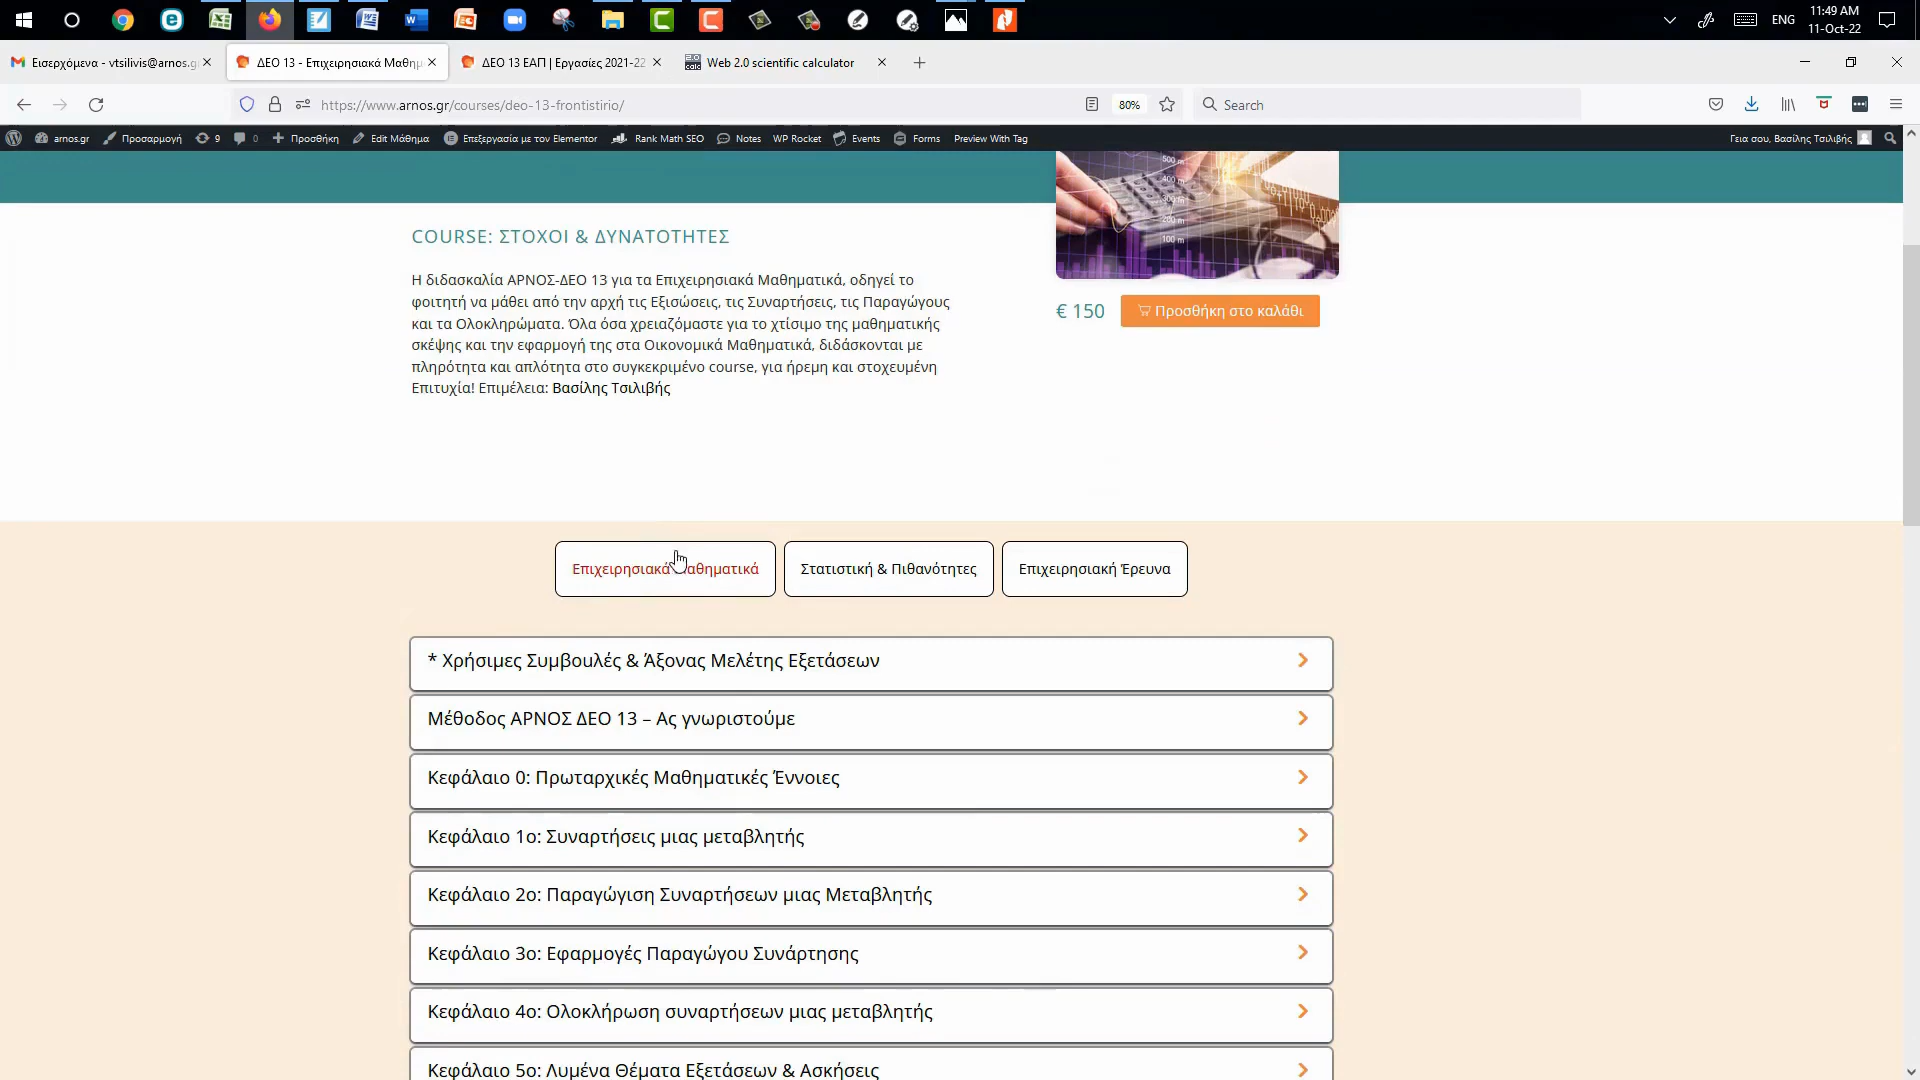 11:49 AM
ENG
11-Oct-22
Εισερχόμενα - vtsilivis@arnos.g
ΔΕΟ 13 - Επιχειρησιακά Μαθημ
ΔΕΟ 13 ΕΑΠ | Εργασίες 2021-22
Web 2.0 scientific calculator
https://www.arnos.gr/courses/deo-13-frontistirio/
80%
Search
arnos.gr
Προσαρμογή
9
0
Προσθήκη
Edit Μάθημα
Επεξεργασία με τον Elementor
Rank Math SEO
Notes
WP Rocket
Events
Forms
Preview With Tag
Γεια σου, Βασίλης Τσιλιβής
500 m
400 m
300 m
200 m
100 m
COURSE: ΣΤΟΧΟΙ & ΔΥΝΑΤΟΤΗΤΕΣ
Η διδασκαλία ΑΡΝΟΣ-ΔΕΟ 13 για τα Επιχειρησιακά Μαθηματικά, οδηγεί το
φοιτητή να μάθει από την αρχή τις Εξισώσεις, τις Συναρτήσεις, τις Παραγώγους
και τα Ολοκληρώματα. Όλα όσα χρειαζόμαστε για το χτίσιμο της μαθηματικής
σκέψης και την εφαρμογή της στα Οικονομικά Μαθηματικά, διδάσκονται με
πληρότητα και απλότητα στο συγκεκριμένο course, για ήρεμη και στοχευμένη
Επιτυχία! Επιμέλεια: Βασίλης Τσιλιβής
€ 150
Προσθήκη στο καλάθι
Επιχειρησιακά Μαθηματικά
Στατιστική & Πιθανότητες
Επιχειρησιακή Έρευνα
* Χρήσιμες Συμβουλές & Άξονας Μελέτης Εξετάσεων
Μέθοδος ΑΡΝΟΣ ΔΕΟ 13 – Ας γνωριστούμε
Κεφάλαιο 0: Πρωταρχικές Μαθηματικές Έννοιες
Κεφάλαιο 1ο: Συναρτήσεις μιας μεταβλητής
Κεφάλαιο 2ο: Παραγώγιση Συναρτήσεων μιας Μεταβλητής
Κεφάλαιο 3ο: Εφαρμογές Παραγώγου Συνάρτησης
Κεφάλαιο 4ο: Ολοκλήρωση συναρτήσεων μιας μεταβλητής
Κεφάλαιο 5ο: Λυμένα Θέματα Εξετάσεων & Ασκήσεις